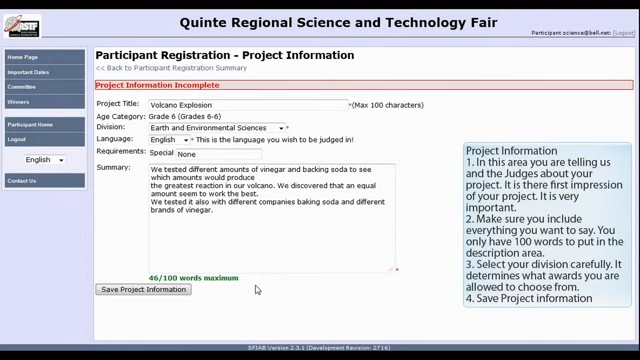 Quinte Regional Science and Technology Fair
Participant science@bell.net: [Logout]
Home Page
Important Dates
Committee
Winners
Participant Home
Logout
English
Contact Us
Participant Registration - Project Information
<< Back to Participant Registration Summary
Project Information Incomplete
Project Title: Volcano Explosion *(Max 100 characters)
Age Category: Grade 6 (Grades 6-6)
Division: Earth and Environmental Sciences *
Language: English * This is the language you wish to be judged in!
Requirements: Special None
Summary: We tested different amounts of vinegar and backing soda to see
which amounts would produce
the greatest reaction in our volcano. We discovered that an equal
amount seem to work the best.
We tested it also with different companies baking soda and different
brands of vinegar.
*
46/100 words maximum
Save Project Information
Project Information
1. In this area you are telling us
and the Judges about your
project. It is there first impression
of your project. It is very
important.
2. Make sure you include
everything you want to say. You
only have 100 words to put in the
description area.
3. Select your division carefully. It
determines what awards you are
allowed to choose from.
4. Save Project information
SFIAB Version 2.3.1 (Development Revision: 2716)